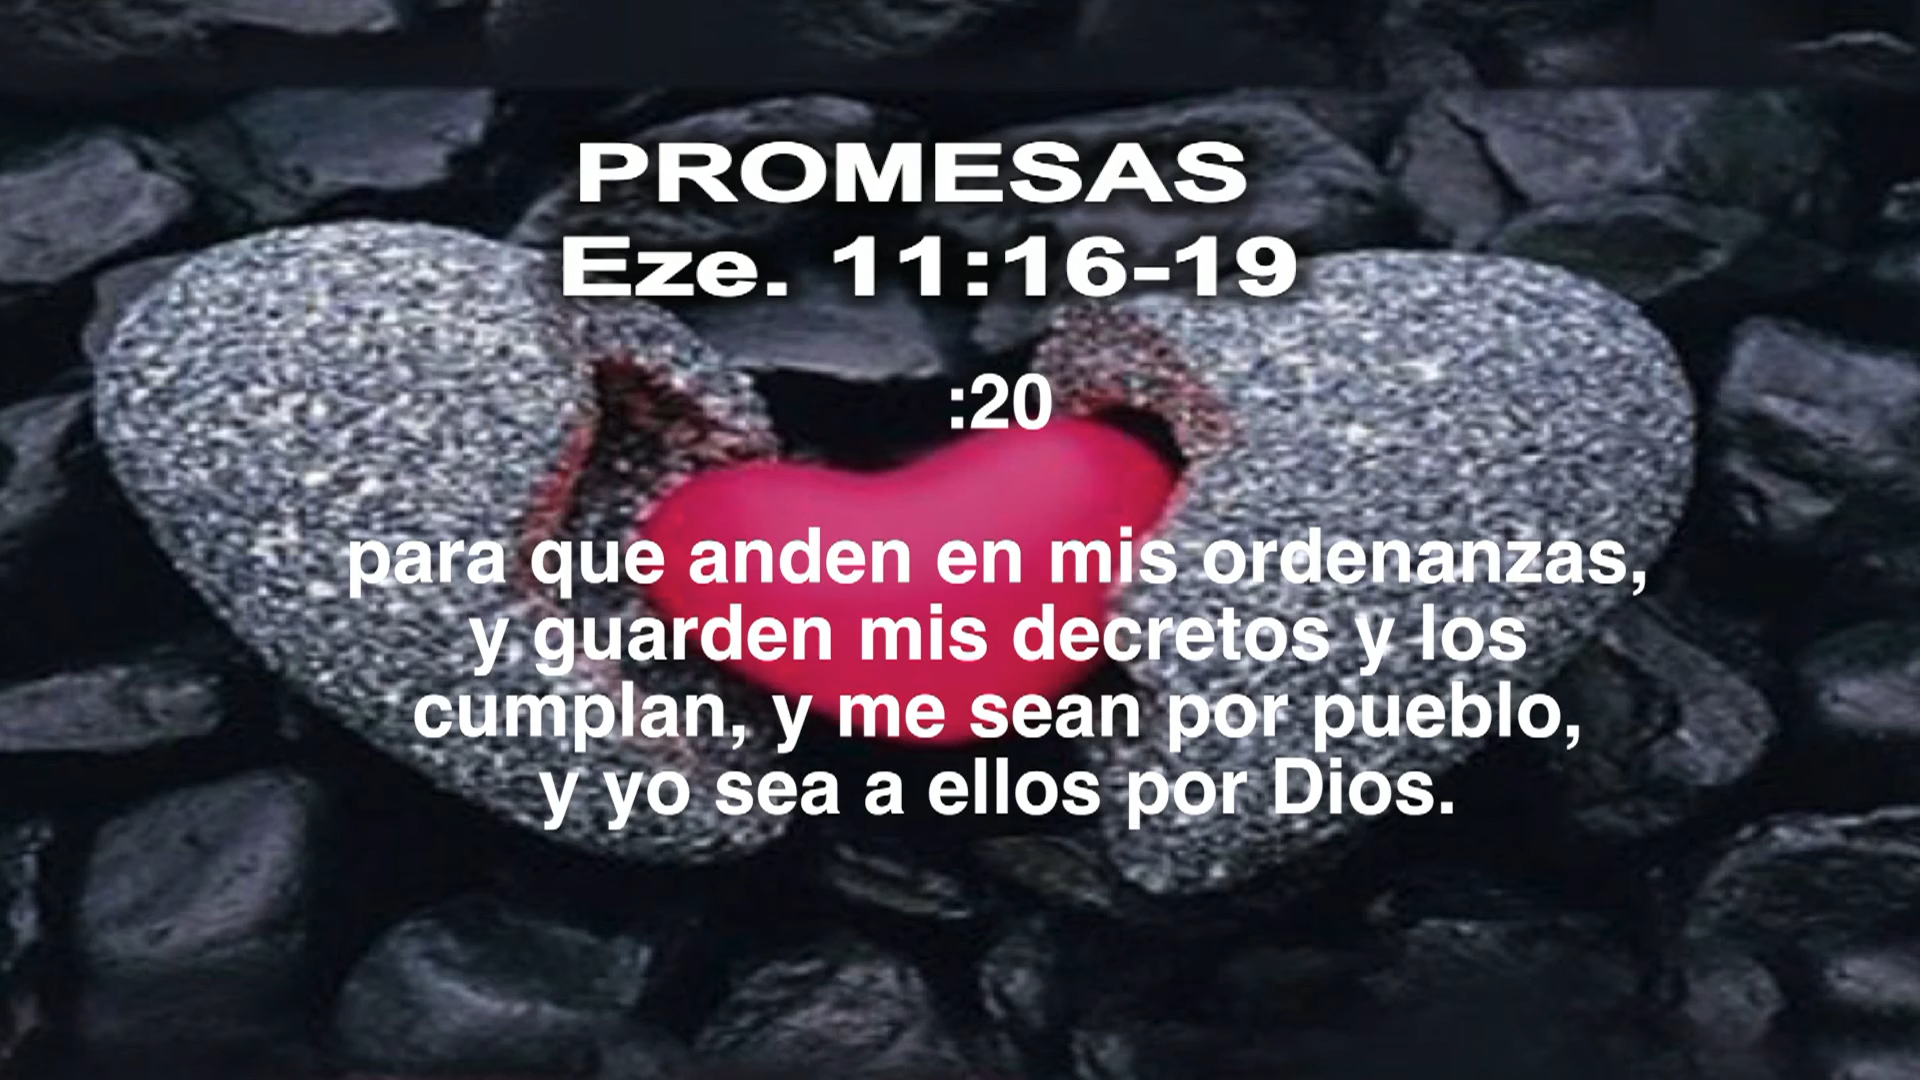 PROMESAS
Eze. 11:16-19
:20
para que anden en mis ordenanzas,
y guarden mis decretos y los
cumplan, y me sean por pueblo,
y yo sea a ellos por Dios.